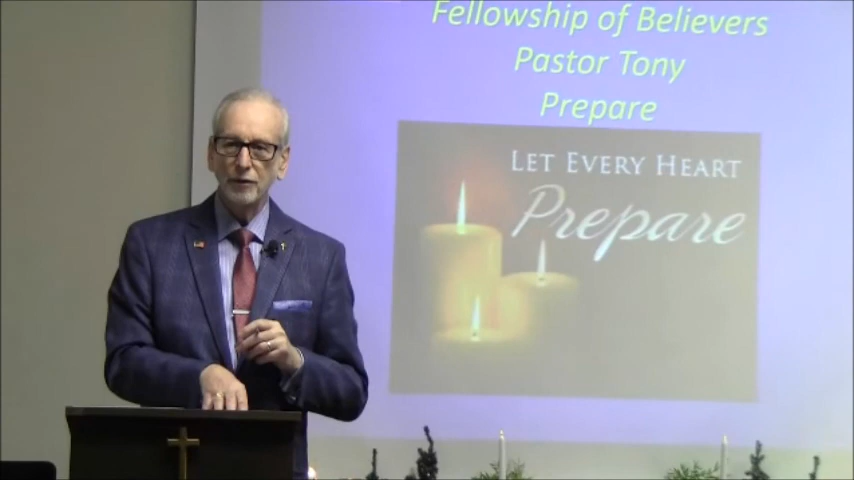 Fellowship of Believers
Pastor Tony
Prepare
LET EVERY HEART
Prepare